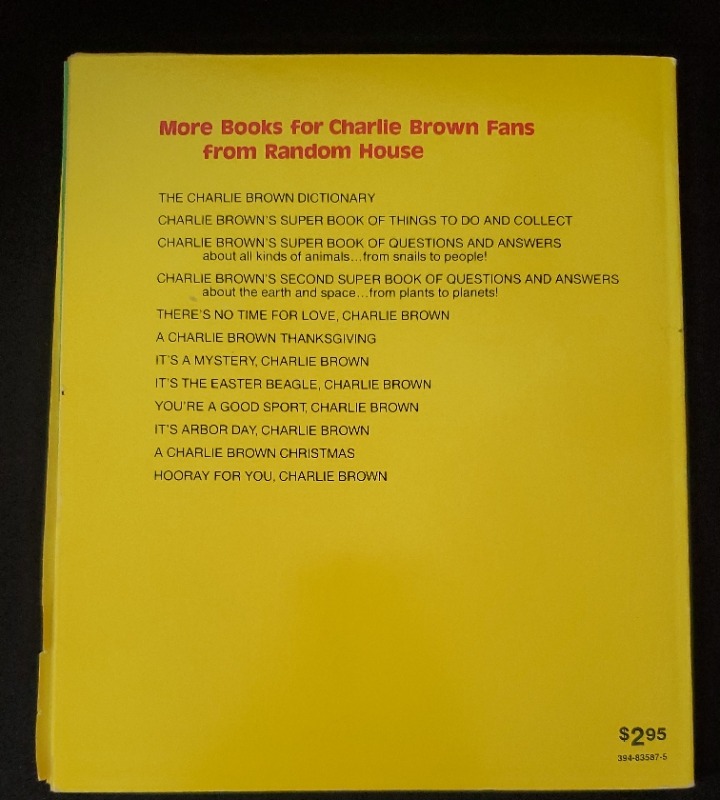 More Books for Charlie Brown Fans
from Random House
THE CHARLIE BROWN DICTIONARY
CHARLIE BROWN'S SUPER BOOK OF THINGS TO DO AND COLLECT
CHARLIE BROWN'S SUPER BOOK OF QUESTIONS AND ANSWERS
about all kinds of animals...from snails to people!
CHARLIE BROWN'S SECOND SUPER BOOK OF QUESTIONS AND ANSWERS
about the earth and space...from plants to planets!
THERE'S NO TIME FOR LOVE, CHARLIE BROWN
A CHARLIE BROWN THANKSGIVING
IT'S A MYSTERY, CHARLIE BROWN
IT'S THE EASTER BEAGLE, CHARLIE BROWN
YOU'RE A GOOD SPORT, CHARLIE BROWN
IT'S ARBOR DAY, CHARLIE BROWN
A CHARLIE BROWN CHRISTMAS
HOORAY FOR YOU, CHARLIE BROWN
$295
394-83587-5